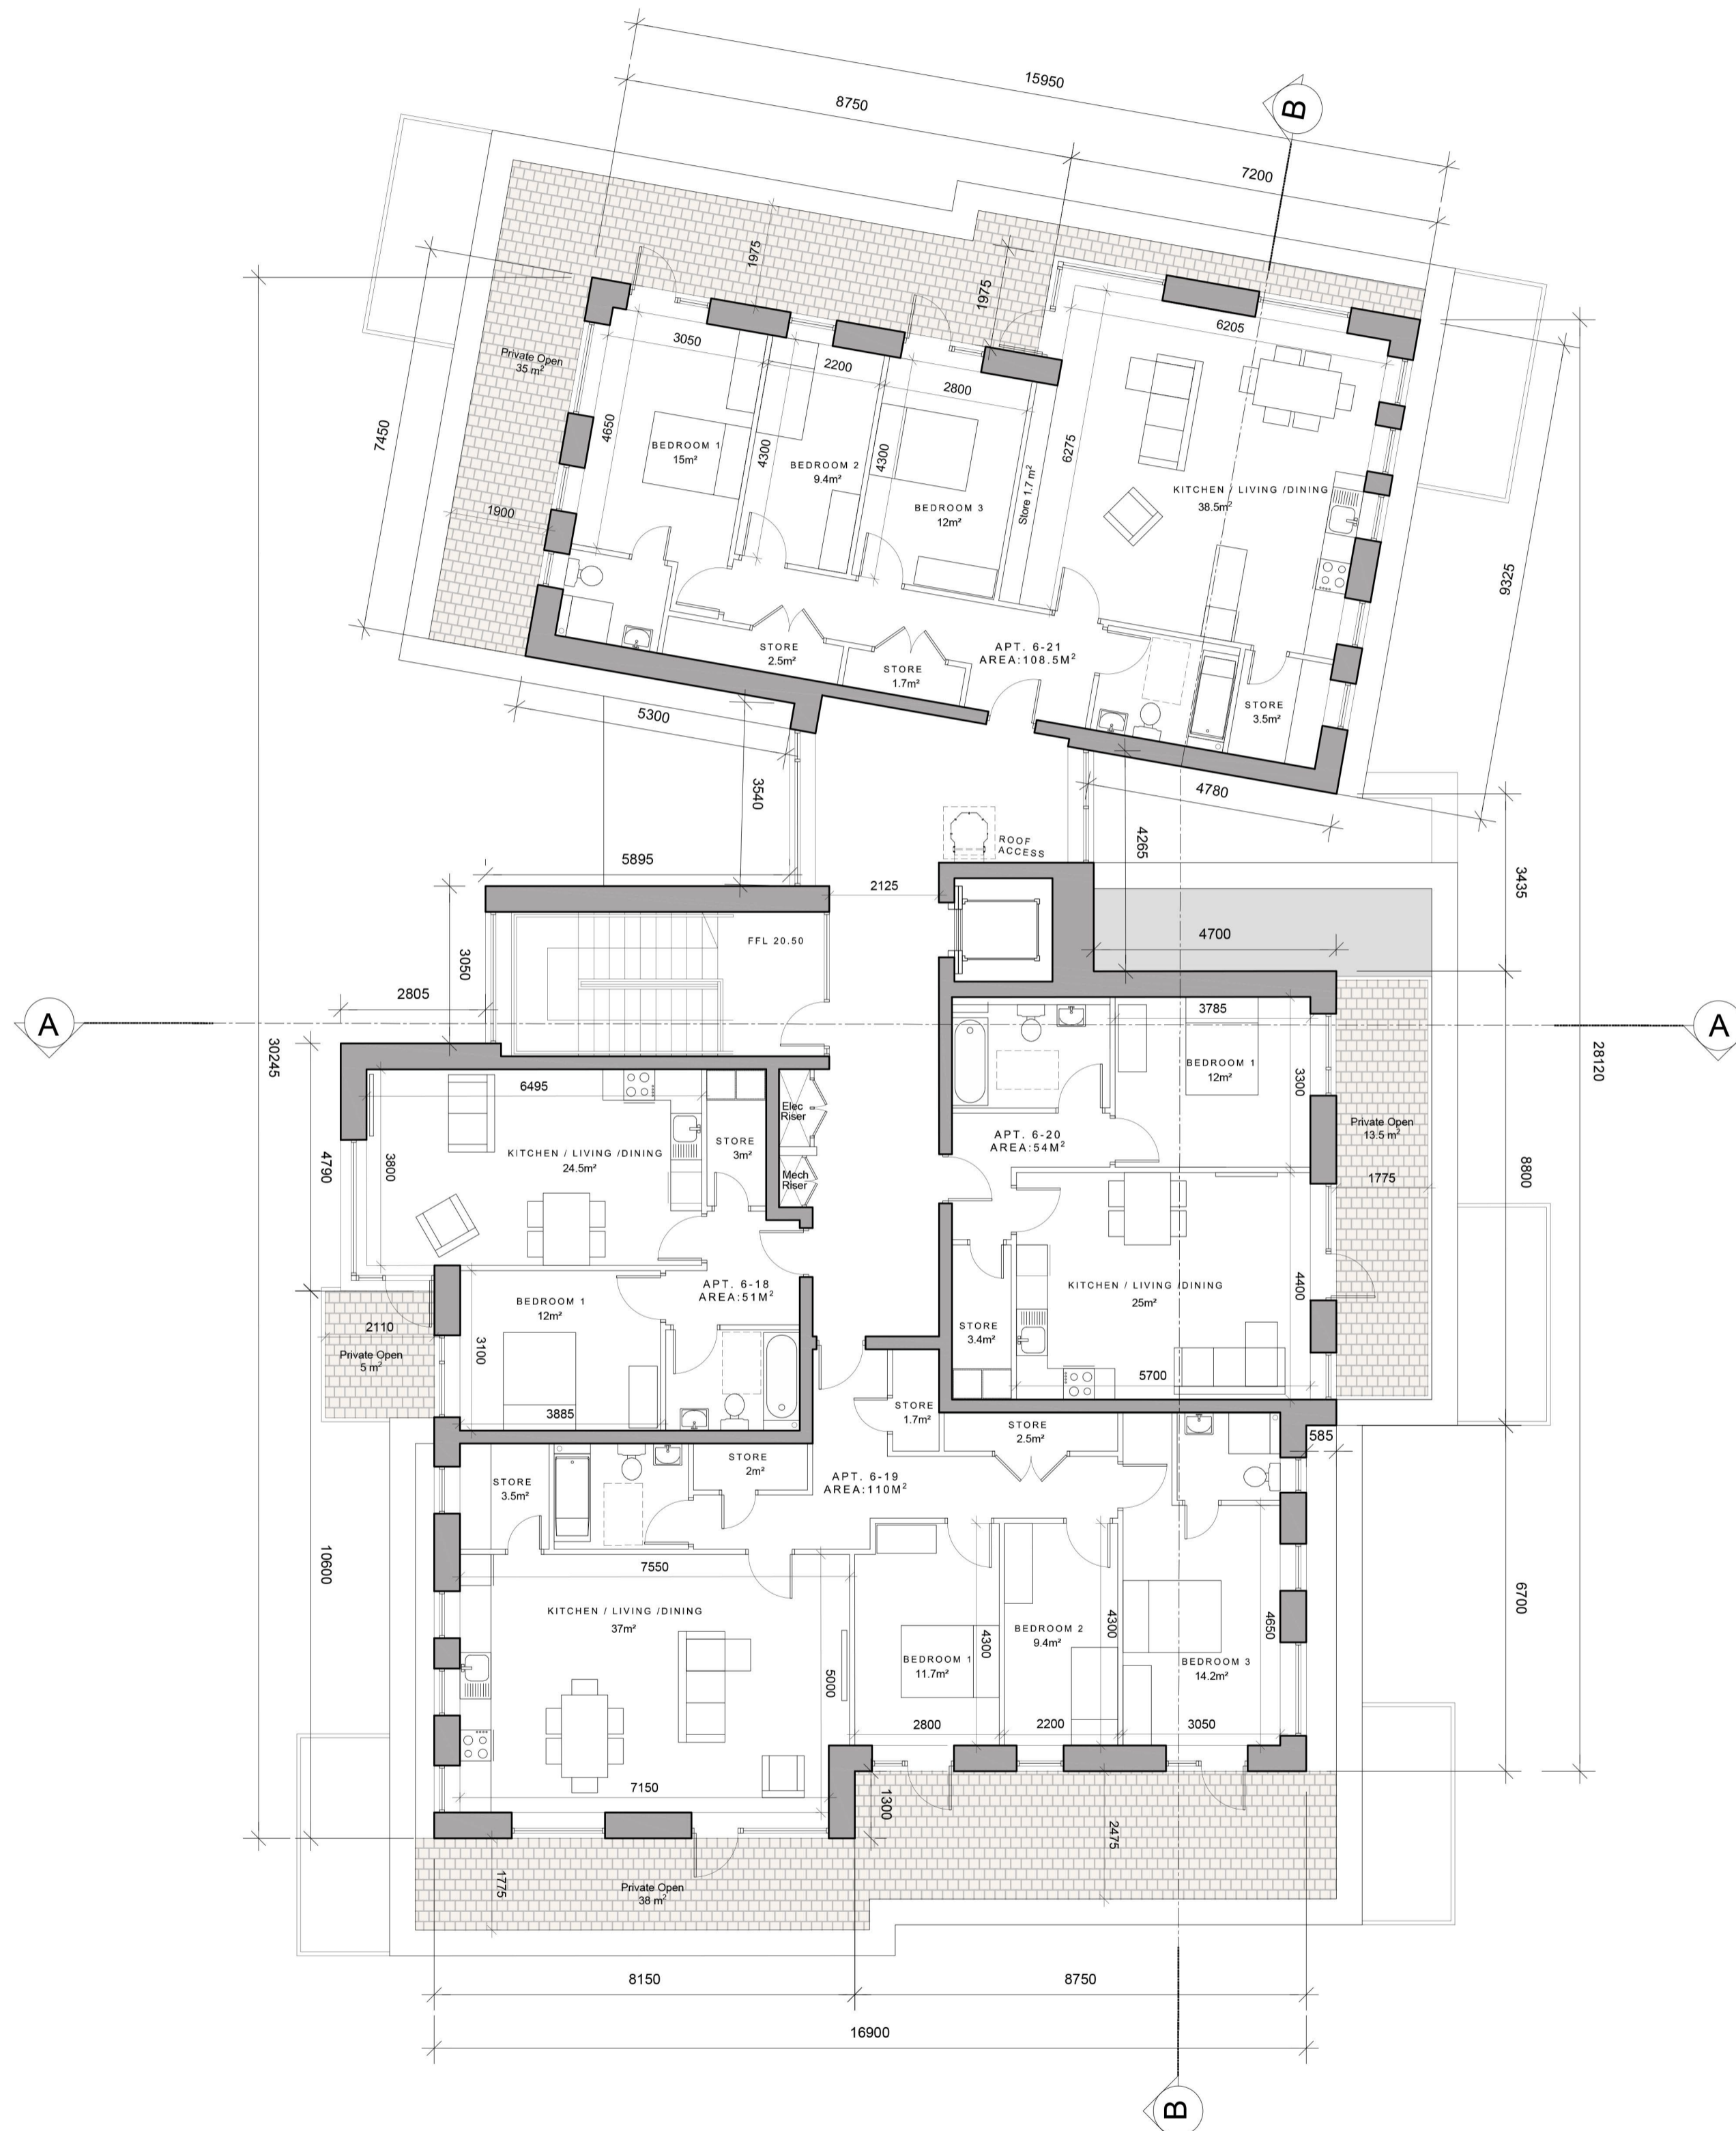 15950
8750
B
7200
1975
1975
6205
3050
2200
2800
Private Open
35 m²
7450
4650
4300
4300
6275
BEDROOM 1
15m²
BEDROOM 2
9.4m²
BEDROOM 3
12m²
Store 1.7 m²
KITCHEN / LIVING /DINING
38.5m²
1900
9325
STORE
2.5m²
STORE
1.7m²
APT. 6-21
AREA:108.5M²
STORE
3.5m²
5300
3540
4780
4265
ROOF
ACCESS
5895
2125
3435
FFL 20.50
4700
3050
2805
A
A
30245
28120
3785
BEDROOM 1
12m²
3300
6495
Elec
Riser
APT. 6-20
AREA:54M²
Private Open
13.5 m²
KITCHEN / LIVING /DINING
24.5m²
STORE
3m²
3800
4790
Mech
Riser
1775
8800
APT. 6-18
AREA:51M²
KITCHEN / LIVING /DINING
25m²
4400
BEDROOM 1
12m²
2110
Private Open
5 m²
3100
STORE
3.4m²
5700
3885
STORE
1.7m²
STORE
2.5m²
585
STORE
3.5m²
STORE
2m²
APT. 6-19
AREA:110M²
10600
7550
KITCHEN / LIVING /DINING
37m²
6700
4300
4300
4650
BEDROOM 1
11.7m²
BEDROOM 2
9.4m²
BEDROOM 3
14.2m²
5000
2800
2200
3050
7150
1300
2475
1775
Private Open
38 m²
8150
8750
16900
B